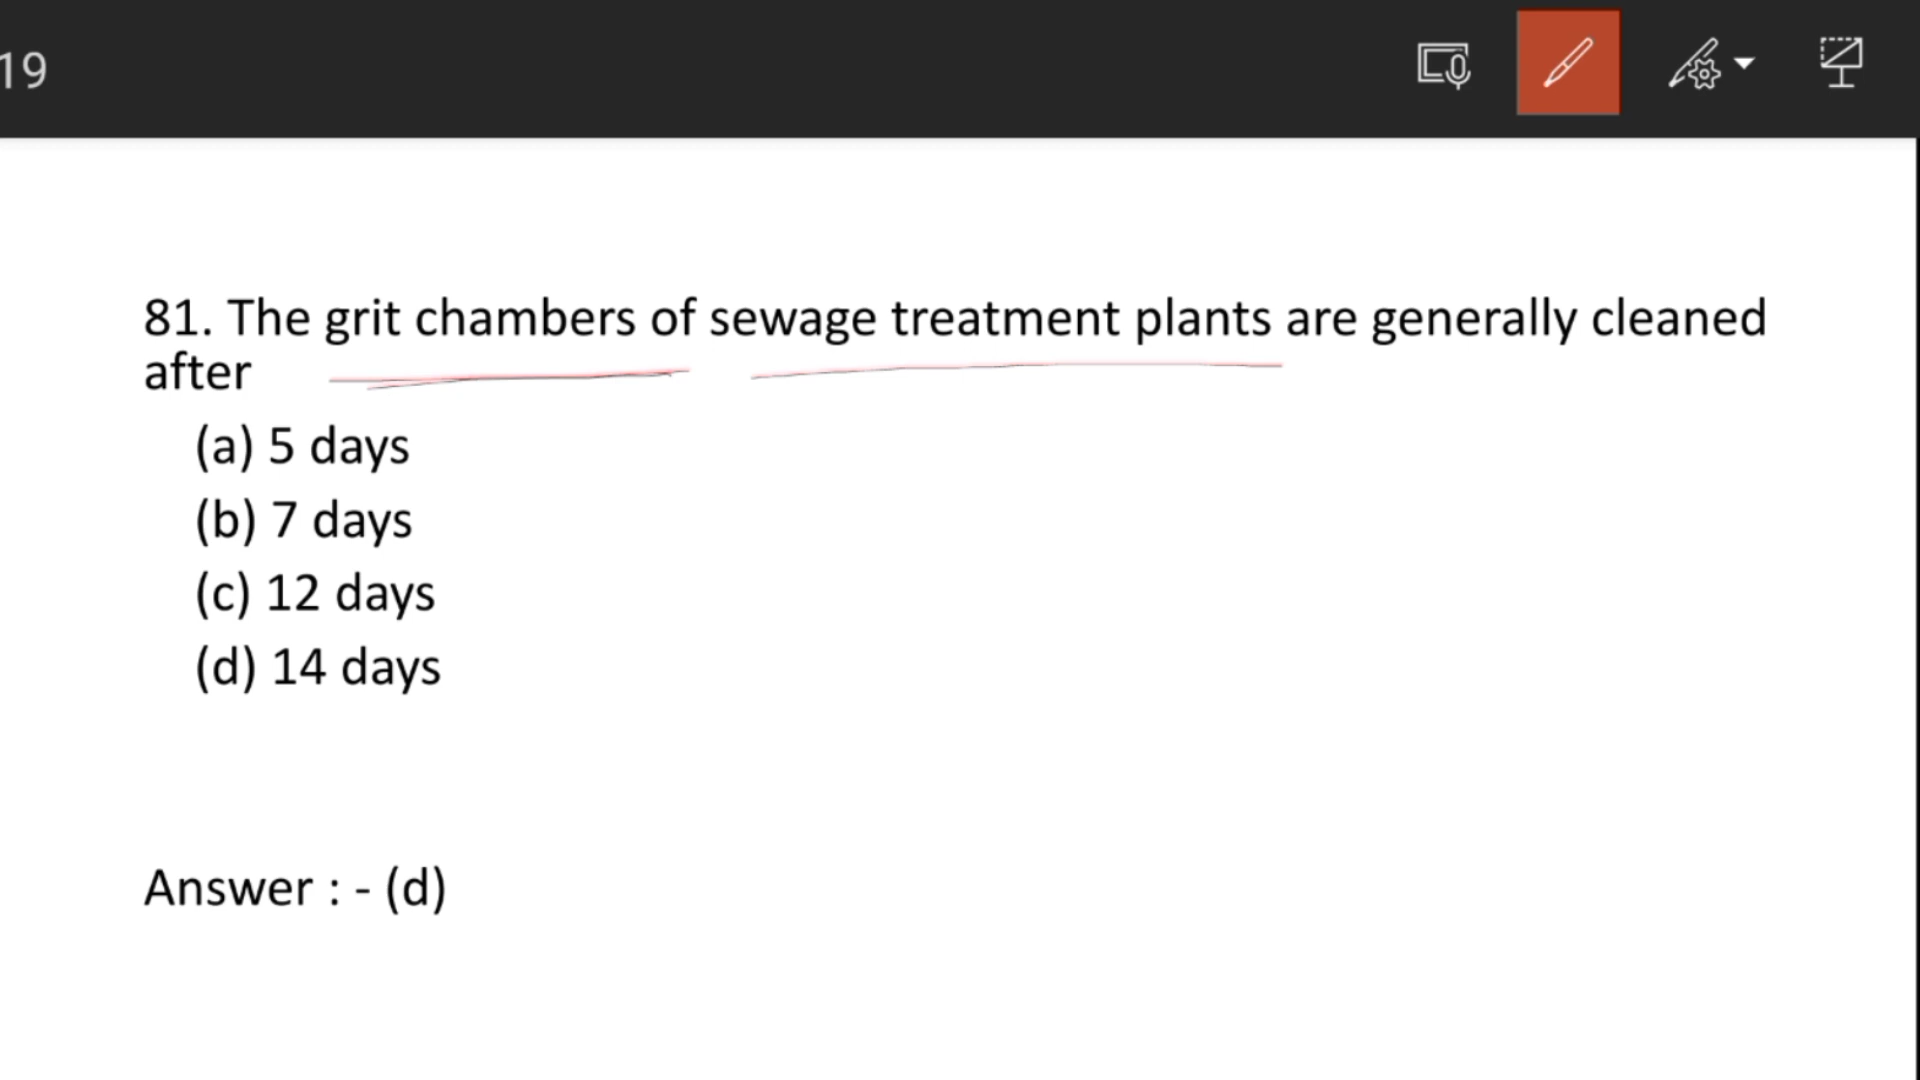 19
81. The grit chambers of sewage treatment plants are generally cleaned
after
(a) 5 days
(b) 7 days
(c) 12 days
(d) 14 days
Answer : - (d)